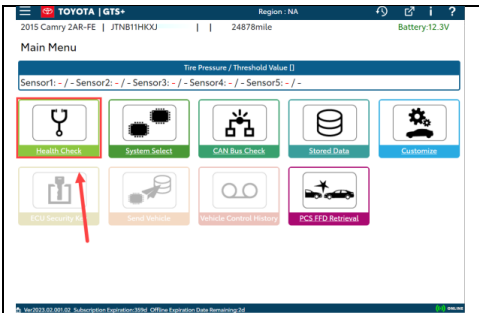 TOYOTA | GTS+ Region : NA
2015 Camry 2AR-FE | JTNB11HKXJ | | 24878mile Battery:12.3V
Main Menu
Tire Pressure / Threshold Value []
Sensor1: - / - Sensor2: - / - Sensor3: - / - Sensor4: - / - Sensor5: - / -
Health Check System Select CAN Bus Check Stored Data Customize
ECU Security Key Send Vehicle Vehicle Control History PCS FFD Retrieval
Ver2023.02.001.02 Subscription Expiration:359d Offline Expiration Date Remaining:2d ONLINE